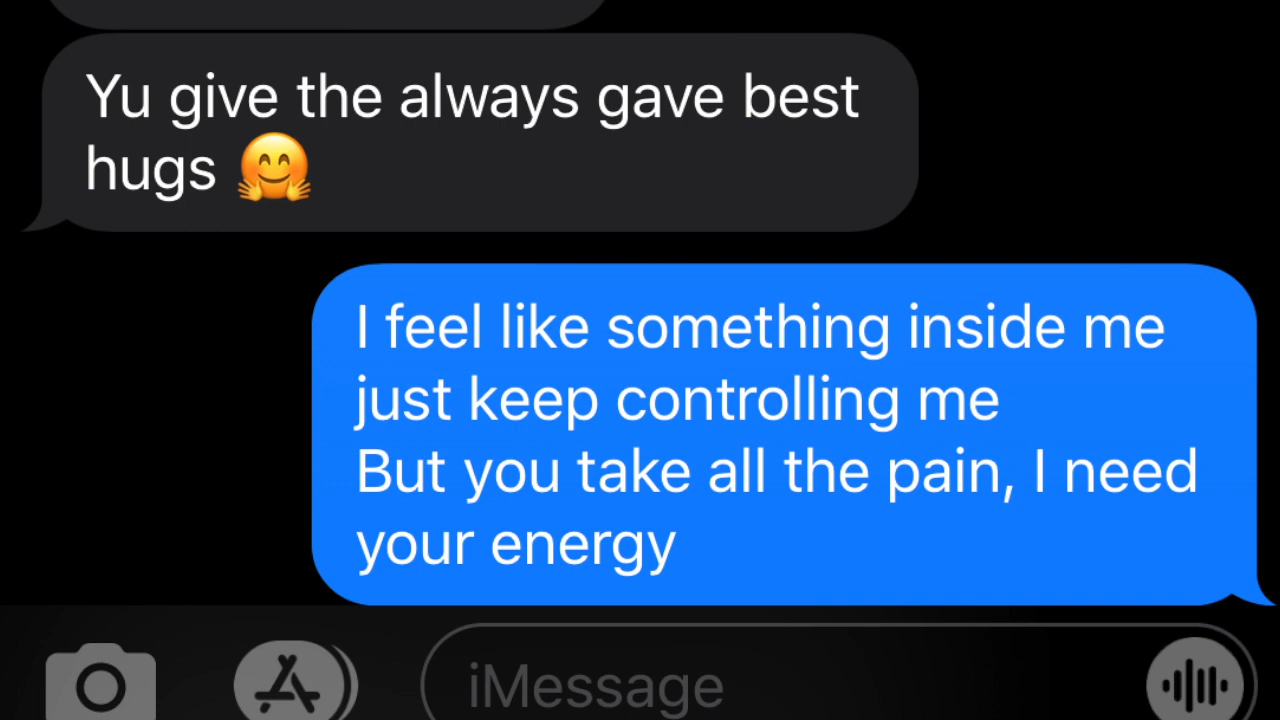 Yu give the always gave best
hugs 🤗
I feel like something inside me
just keep controlling me
But you take all the pain, I need
your energy
iMessage